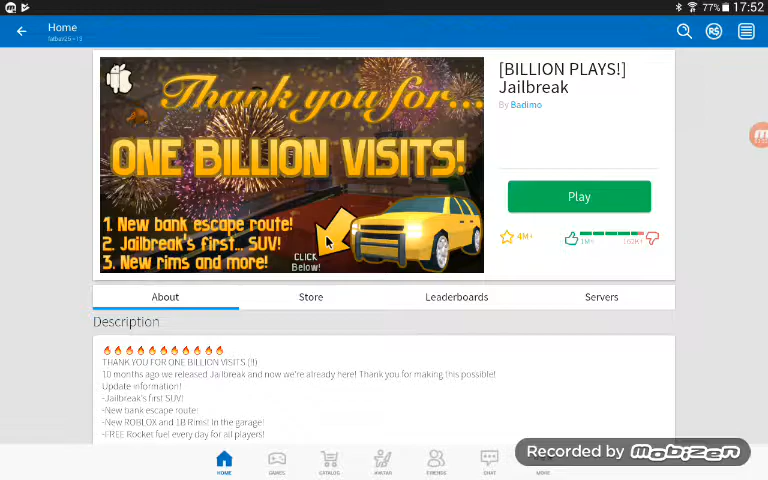 77% 17:52
Home
Thank you for...
ONE BILLION VISITS!
1. New bank escape route!
2. Jailbreak's first... SUV!
3. New rims and more!
CLICK
Below!
[BILLION PLAYS!]
Jailbreak
By Badimo
Play
4M+
1M+
About Store Leaderboards Servers
Description
THANK YOU FOR ONE BILLION VISITS (!!)
10 months ago we released Jailbreak and now we're already here! Thank you for making this possible!
Update information!
-Jailbreak's first SUV!
-New bank escape route!
-New ROBLOX and 1B Rims! In the garage!
-FREE Rocket fuel every day for all players!
HOME GAMES CATALOG AVATAR FRIENDS CHAT MORE
Recorded by MOBIZEN